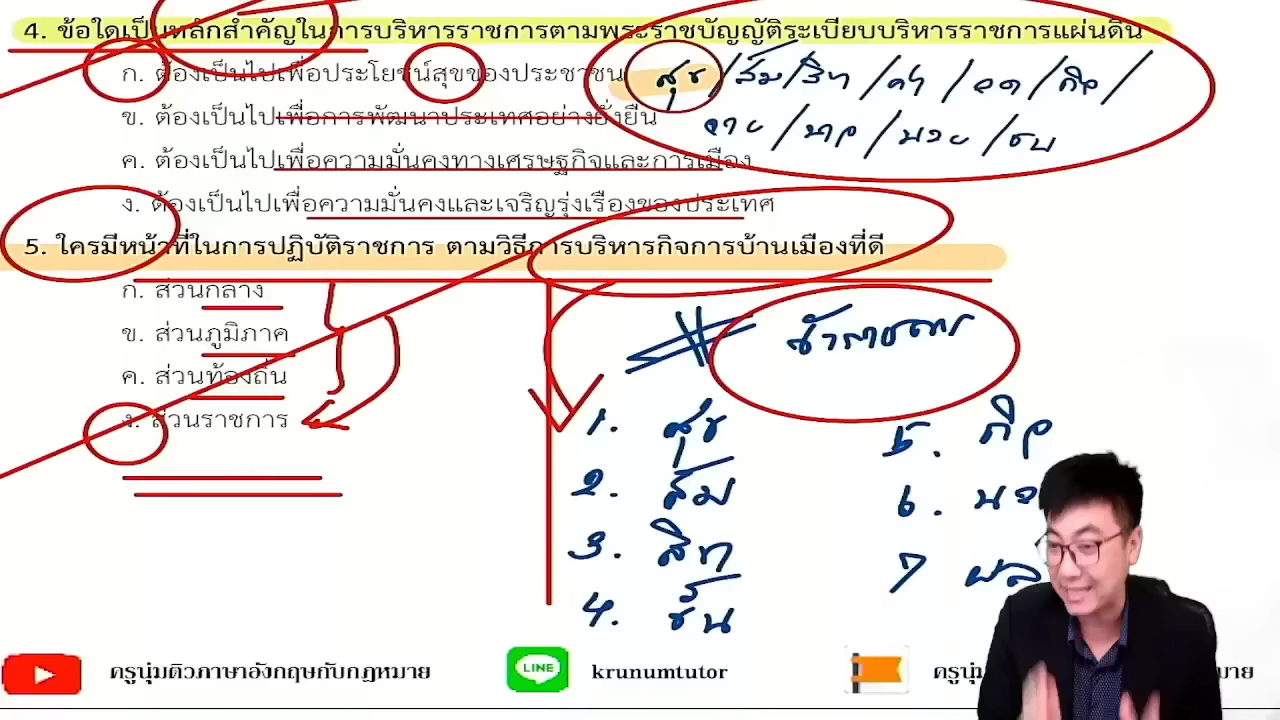 4. ข้อใดเป็นหลักสำคัญในการบริหารราชการตามพระราชบัญญัติระเบียบบริหารราชการแผ่นดิน
ก. ต้องเป็นไปเพื่อประโยชน์สุขของประชาชน
สุข/สัม/สิท/ค่า/ลด/กิจ/
จาย/นาจ/นวย/ชน
ข. ต้องเป็นไปเพื่อการพัฒนาประเทศอย่างยั่งยืน
ค. ต้องเป็นไปเพื่อความมั่นคงทางเศรษฐกิจและการเมือง
ง. ต้องเป็นไปเพื่อความมั่นคงและเจริญรุ่งเรืองของประเทศ
5. ใครมีหน้าที่ในการปฏิบัติราชการ ตามวิธีการบริหารกิจการบ้านเมืองที่ดี
ก. ส่วนกลาง
ข. ส่วนภูมิภาค
ค. ส่วนท้องถิ่น
ง. ส่วนราชการ
1. สุข
2. สัม
3. สิท
4. ขั้น
5. กิจ
6.
7
ครูนุ่มติวภาษาอังกฤษกับกฎหมาย
LINE
krunumtutor